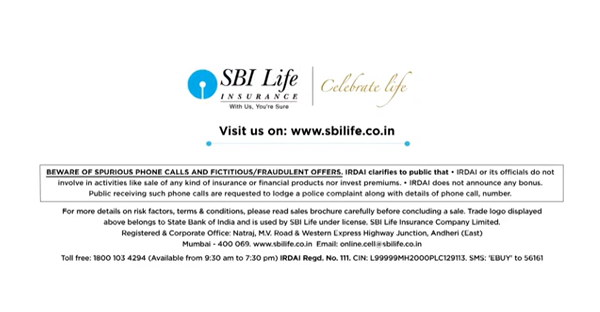 SBI Life
INSURANCE
With Us, You're Sure
Celebrate life
Visit us on: www.sbilife.co.in
BEWARE OF SPURIOUS PHONE CALLS AND FICTITIOUS/FRAUDULENT OFFERS. IRDAI clarifies to public that • IRDAI or its officials do not
involve in activities like sale of any kind of insurance or financial products nor invest premiums. • IRDAI does not announce any bonus.
Public receiving such phone calls are requested to lodge a police complaint along with details of phone call, number.
For more details on risk factors, terms & conditions, please read sales brochure carefully before concluding a sale. Trade logo displayed
above belongs to State Bank of India and is used by SBI Life under license. SBI Life Insurance Company Limited.
Registered & Corporate Office: Natraj, M.V. Road & Western Express Highway Junction, Andheri (East)
Mumbai - 400 069. www.sbilife.co.in Email: online.cell@sbilife.co.in
Toll free: 1800 103 4294 (Available from 9:30 am to 7:30 pm) IRDAI Regd. No. 111. CIN: L99999MH2000PLC129113. SMS: 'EBUY' to 56161